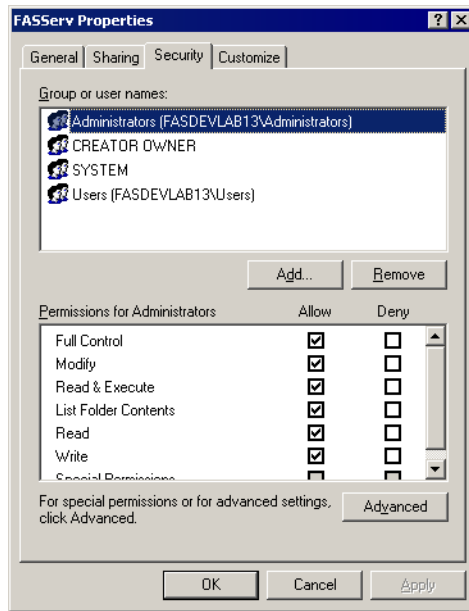 FASServ Properties
General Sharing Security Customize
Group or user names:
Administrators (FASDEVLAB13\Administrators)
CREATOR OWNER
SYSTEM
Users (FASDEVLAB13\Users)
Add... Remove
Permissions for Administrators Allow Deny
Full Control
Modify
Read & Execute
List Folder Contents
Read
Write
Special Permissions
For special permissions or for advanced settings,
click Advanced.
Advanced
OK Cancel Apply